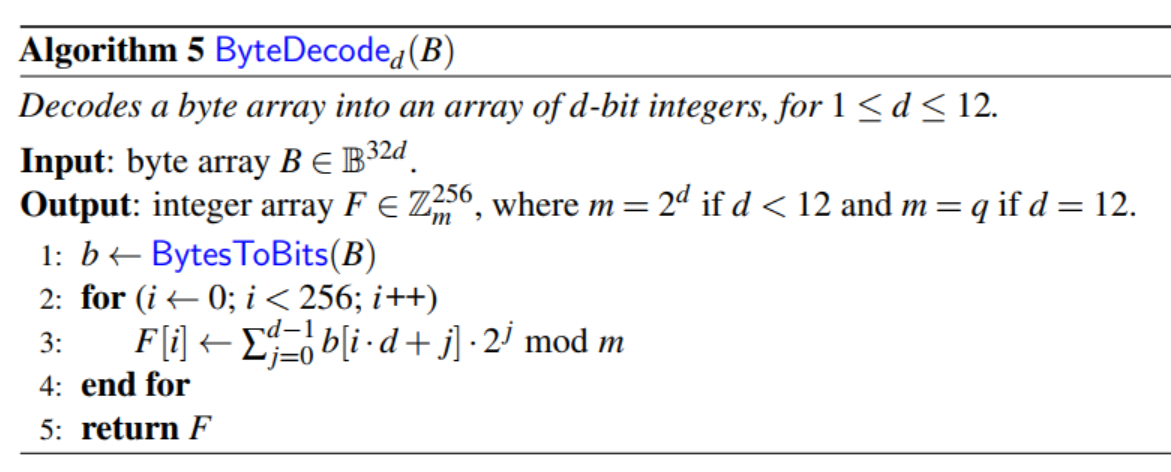 Algorithm 5 ByteDecode_d(B)
Decodes a byte array into an array of d-bit integers, for 1 ≤ d ≤ 12.
Input: byte array B ∈ 𝔹^{32d}.
Output: integer array F ∈ ℤ_m^{256}, where m = 2^d if d < 12 and m = q if d = 12.
1: b ← BytesToBits(B)
2: for (i ← 0; i < 256; i++)
3: F[i] ← ∑_{j=0}^{d−1} b[i · d + j] · 2^j mod m
4: end for
5: return F